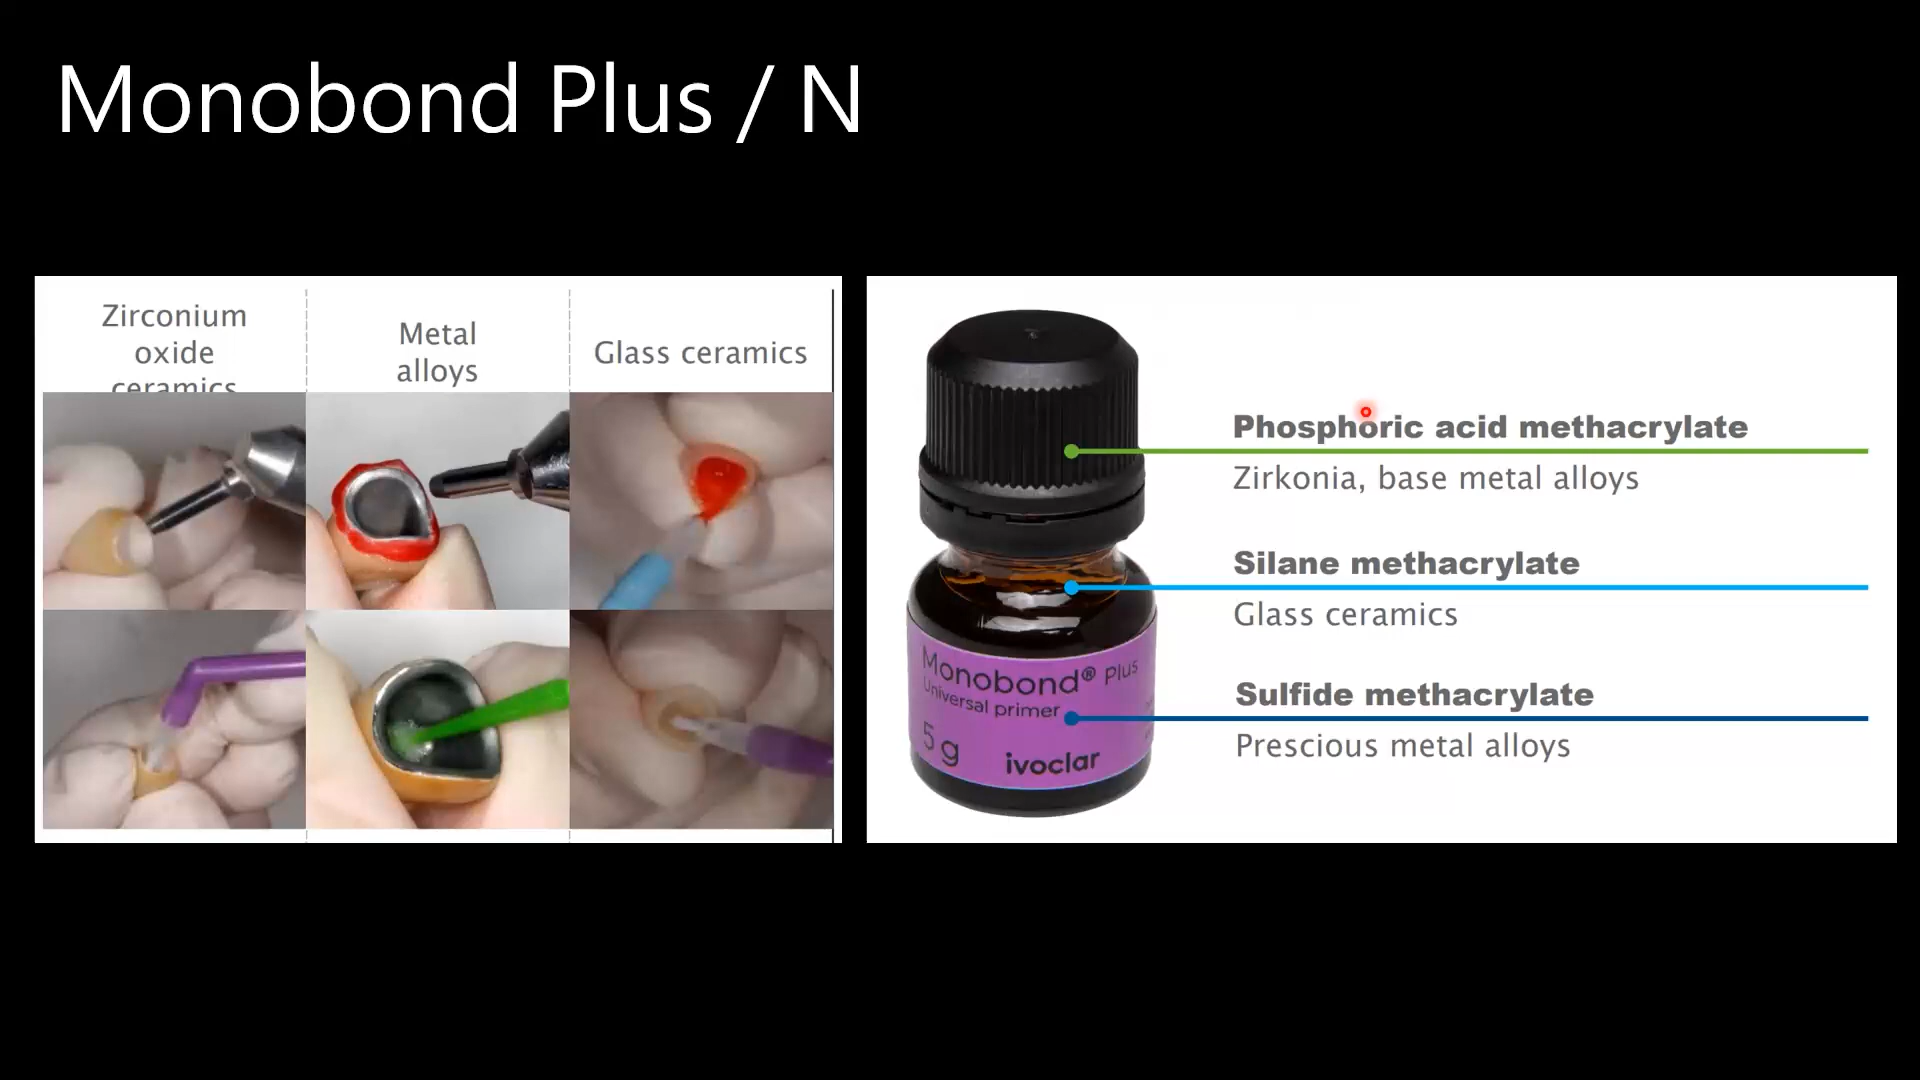 Monobond Plus / N
Zirconium
oxide
ceramics
Metal
alloys
Glass ceramics
Phosphoric acid methacrylate
Zirkonia, base metal alloys
Silane methacrylate
Glass ceramics
Sulfide methacrylate
Prescious metal alloys
Monobond® Plus
Universal primer
5 g
ivoclar